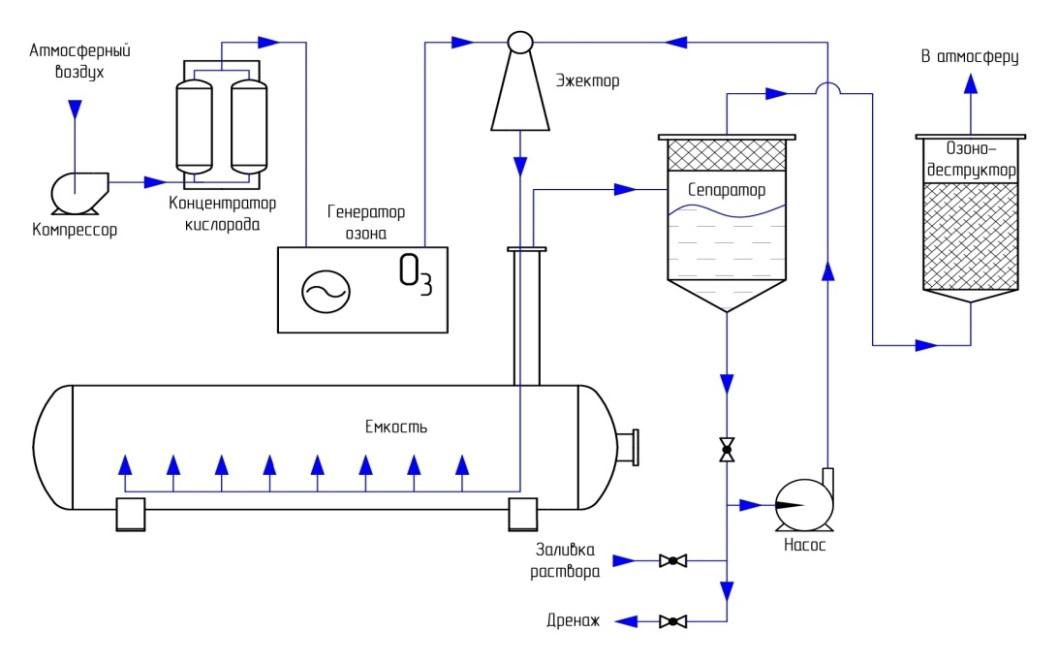 Атмосферный
воздух
Компрессор
Концентратор
кислорода
Генератор
озона
O3
Эжектор
Сепаратор
В атмосферу
Озоно-
деструктор
Емкость
Насос
Заливка
раствора
Дренаж